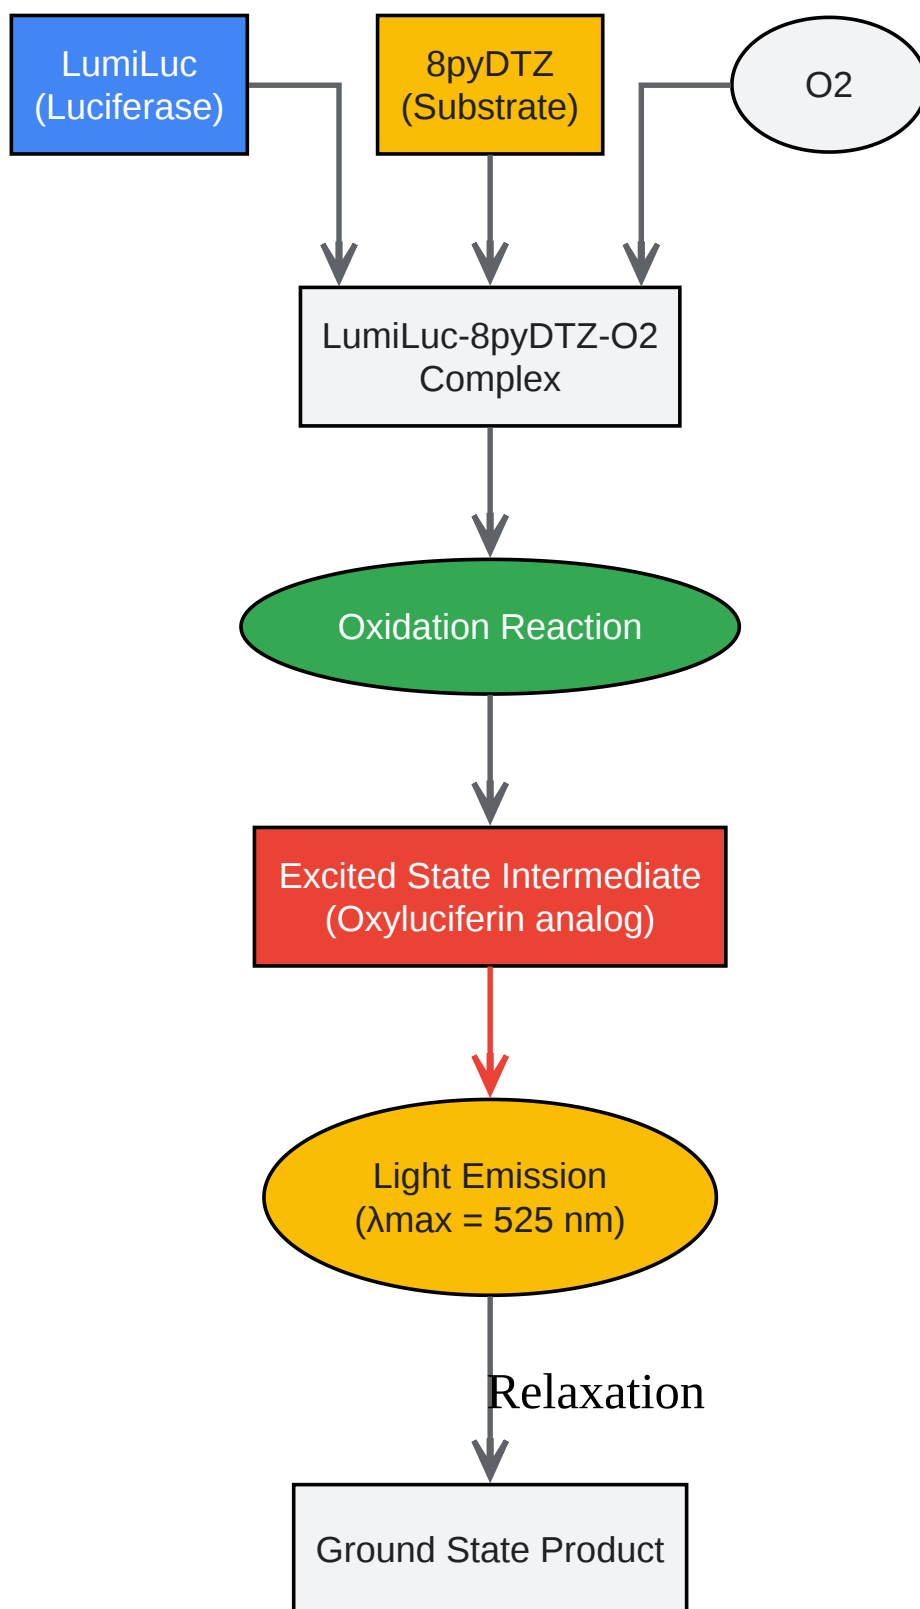 LumiLuc
(Luciferase)
8pyDTZ
(Substrate)
O2
LumiLuc-8pyDTZ-O2
Complex
Oxidation Reaction
Excited State Intermediate
(Oxyluciferin analog)
Light Emission
(λmax = 525 nm)
Relaxation
Ground State Product